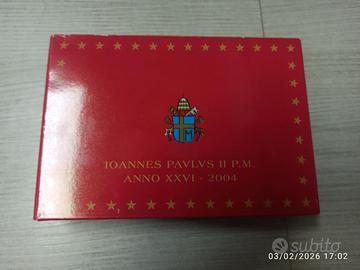 IOANNES PAVLVS II P.M.
ANNO XXVI - 2004
subito
03/02/2026 17:02